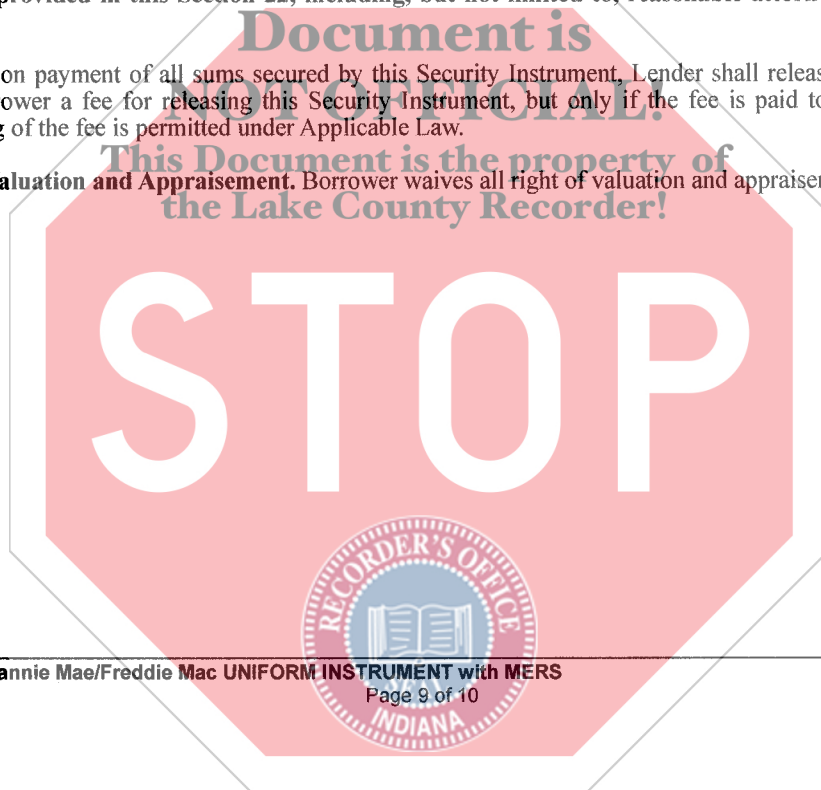 provided in this Section 22, including, but not limited to, reasonable
Document is
on payment of all sums secured by this Security Instrument, Lender shall releas
NOT OFFICIAL!
ower a fee for releasing this Security Instrument, but only if the fee is paid to
g of the fee is permitted under Applicable Law.
This Document is the property of
aluation and Appraisement. Borrower waives all right of valuation and appraisem
the Lake County Recorder!
STOP
RECORDER'S OFFICE
SEAL
annie Mae/Freddie Mac UNIFORM INSTRUMENT with MERS
Page 9 of 10
INDIANA